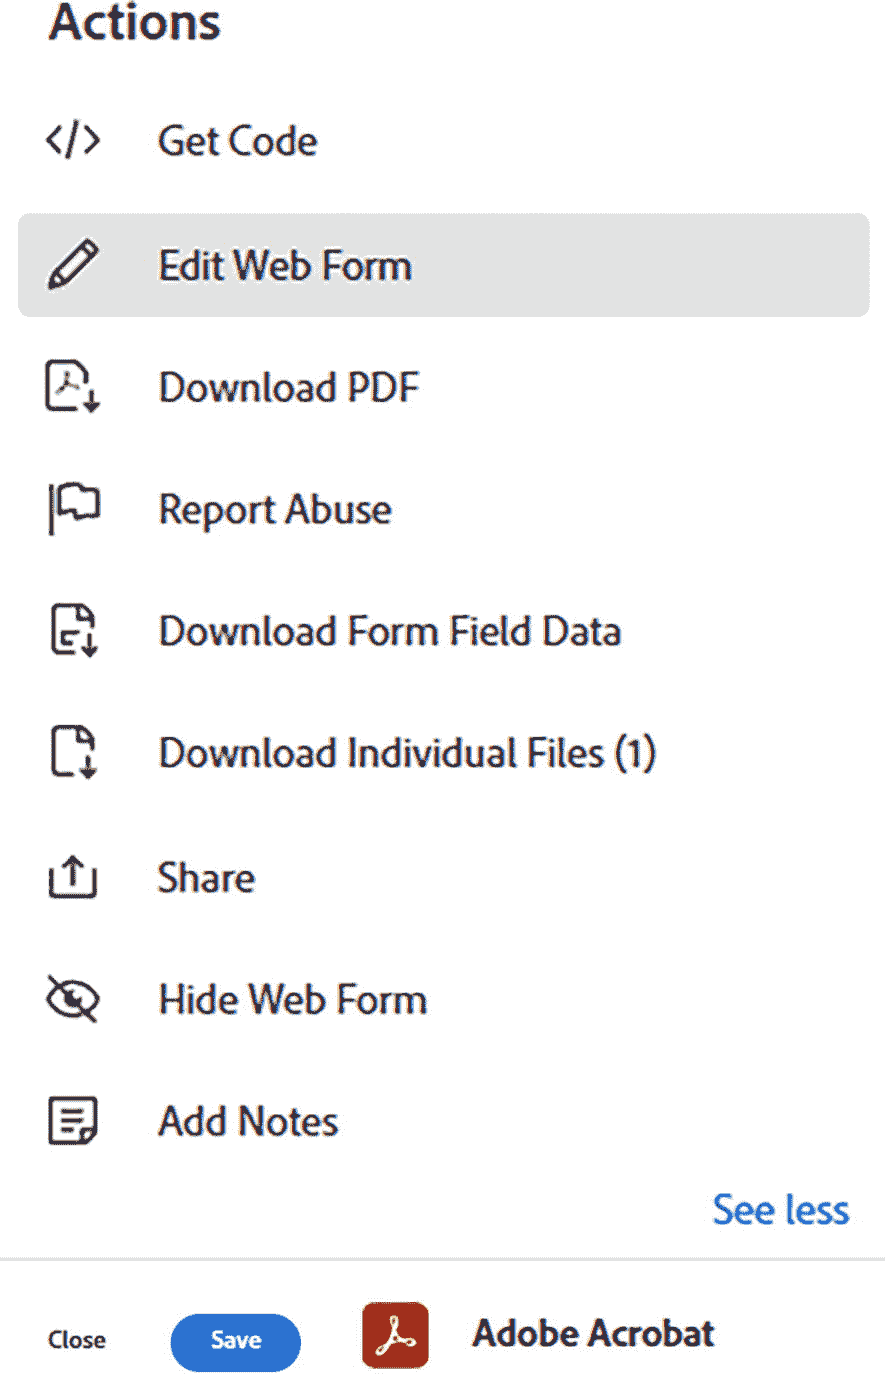 Actions
Get Code
Edit Web Form
Download PDF
Report Abuse
Download Form Field Data
Download Individual Files (1)
Share
Hide Web Form
Add Notes
See less
Close Save Adobe Acrobat